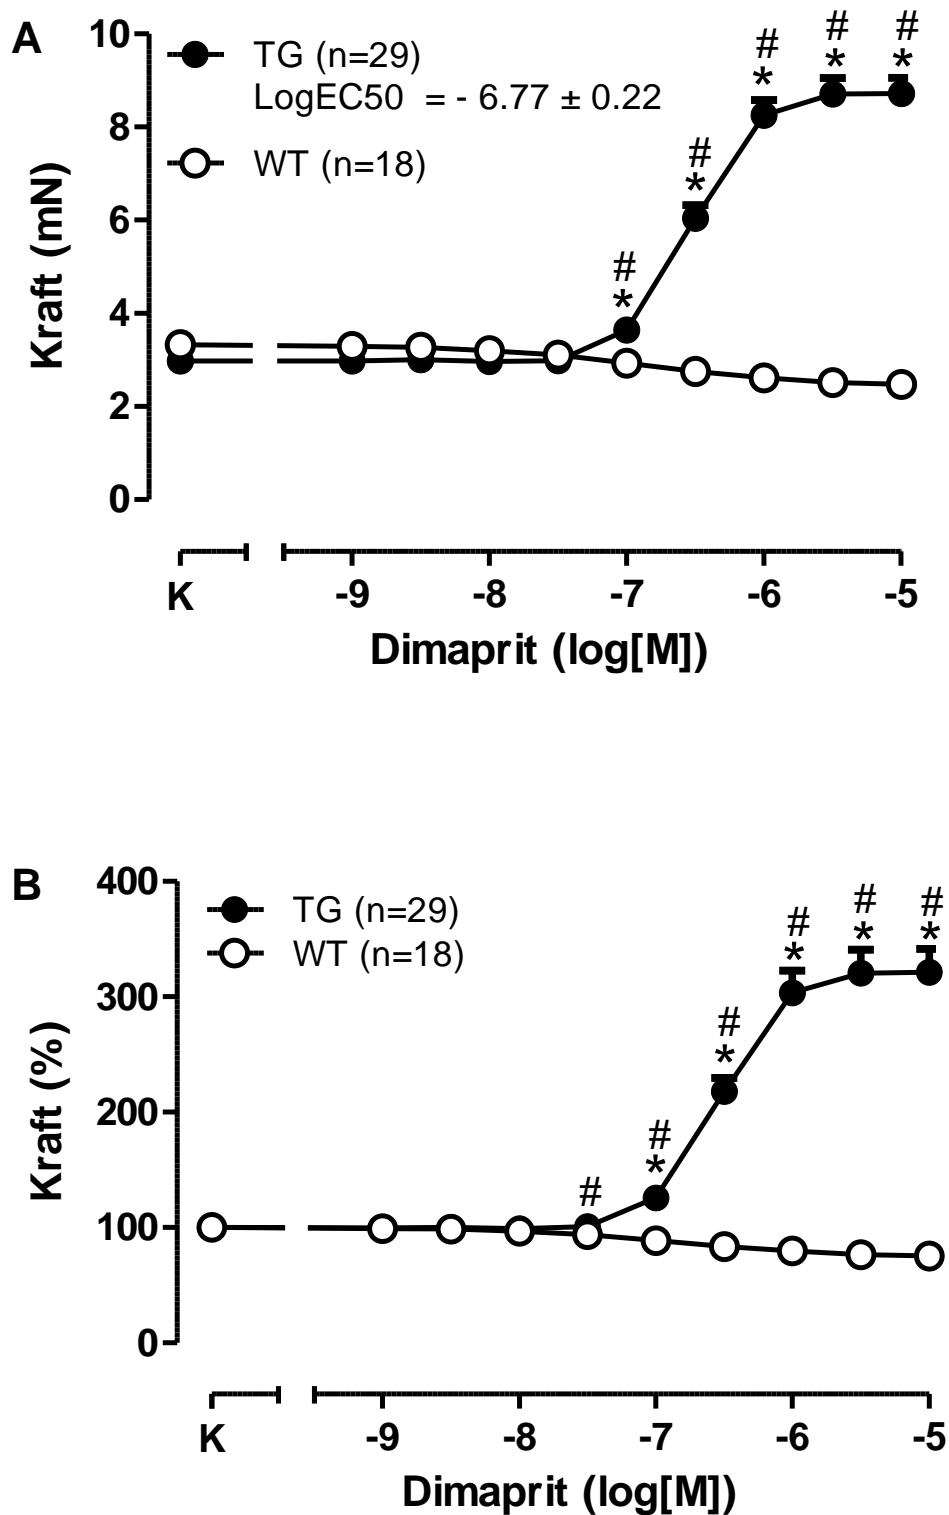 A
10
TG (n=29)
LogEC50 = - 6.77 ± 0.22
WT (n=18)
8
6
4
2
0
Kraft (mN)
# # # # #
* * * * *
K -9 -8 -7 -6 -5
Dimaprit (log[M])
B
400
TG (n=29)
WT (n=18)
300
200
100
0
Kraft (%)
# # # # # #
* * * * *
K -9 -8 -7 -6 -5
Dimaprit (log[M])